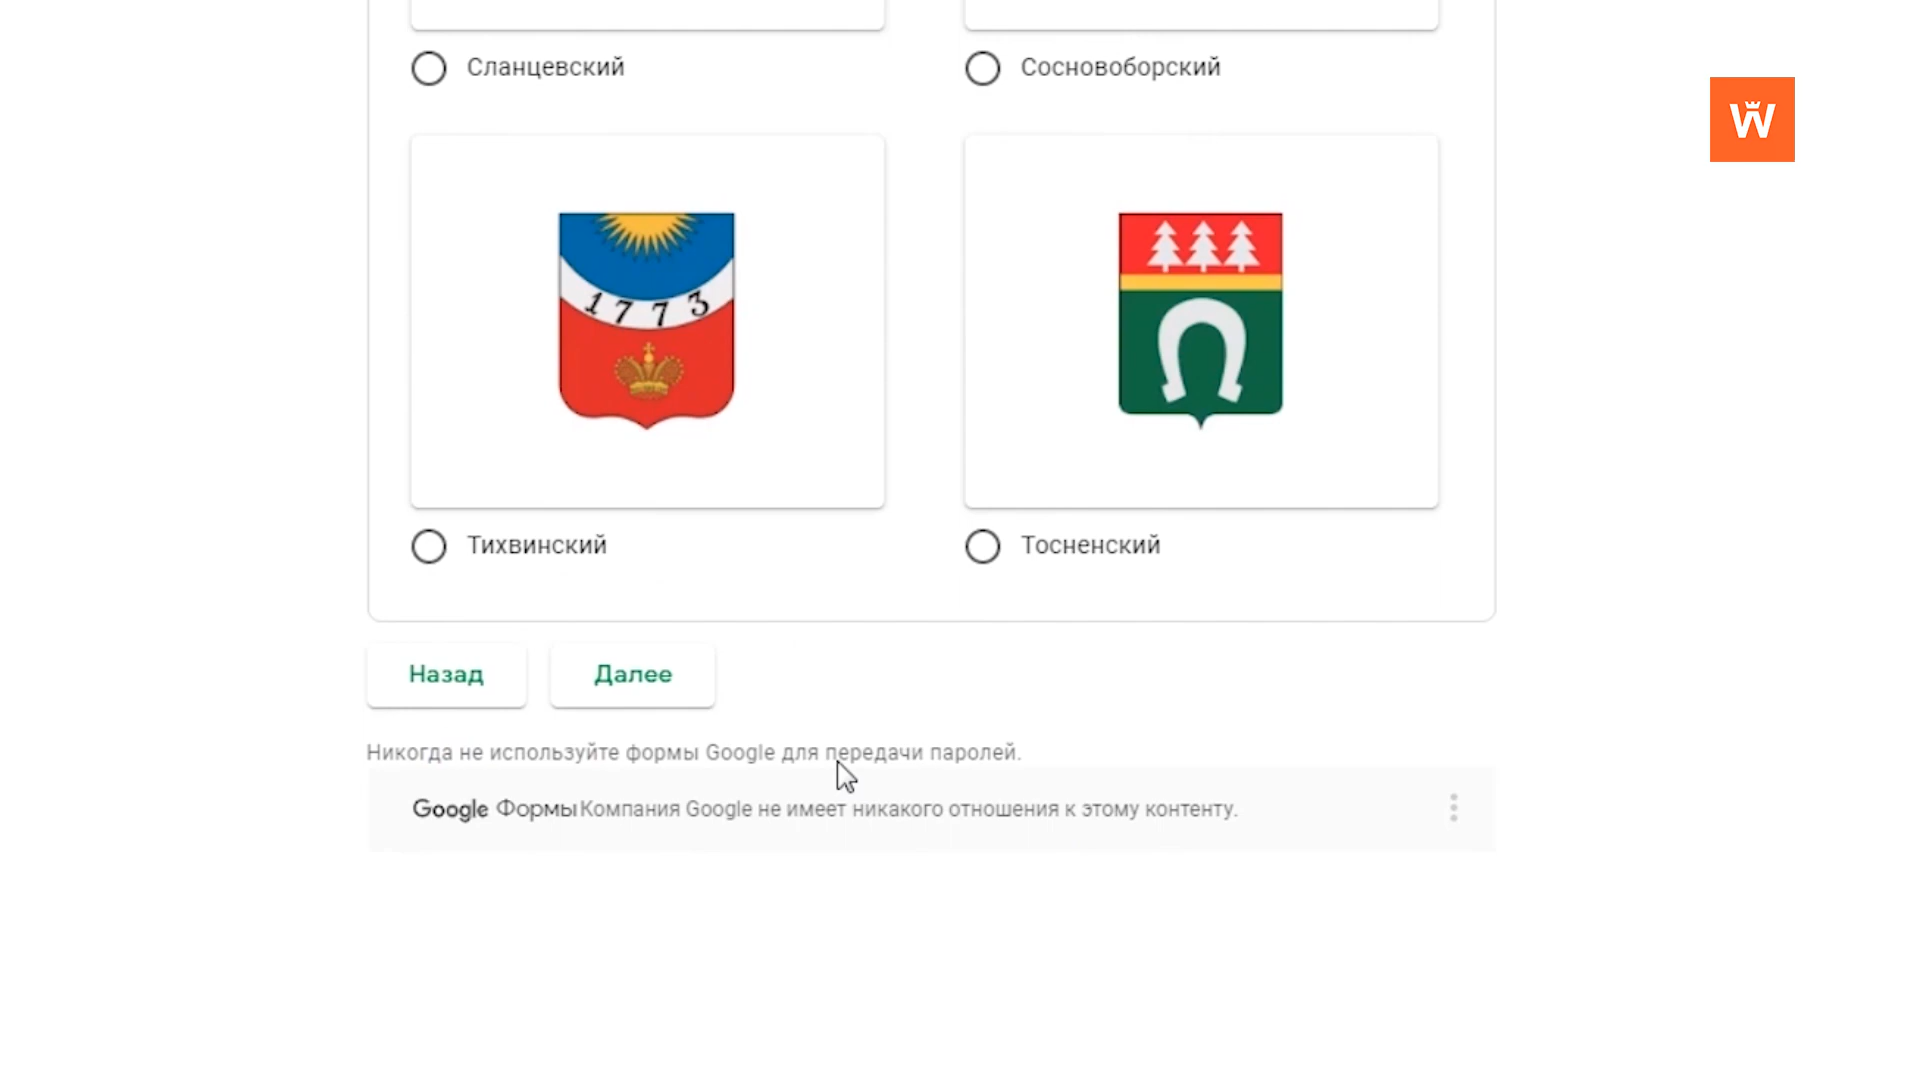 Сланцевский
Сосновоборский
1773
Тихвинский
Тосненский
Назад
Далее
Никогда не используйте формы Google для передачи паролей.
Google Формы Компания Google не имеет никакого отношения к этому контенту.
W